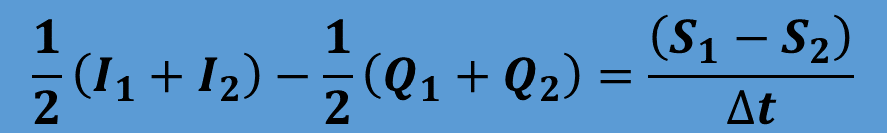 ½(I₁ + I₂) − ½(Q₁ + Q₂) = (S₁ − S₂)/Δt